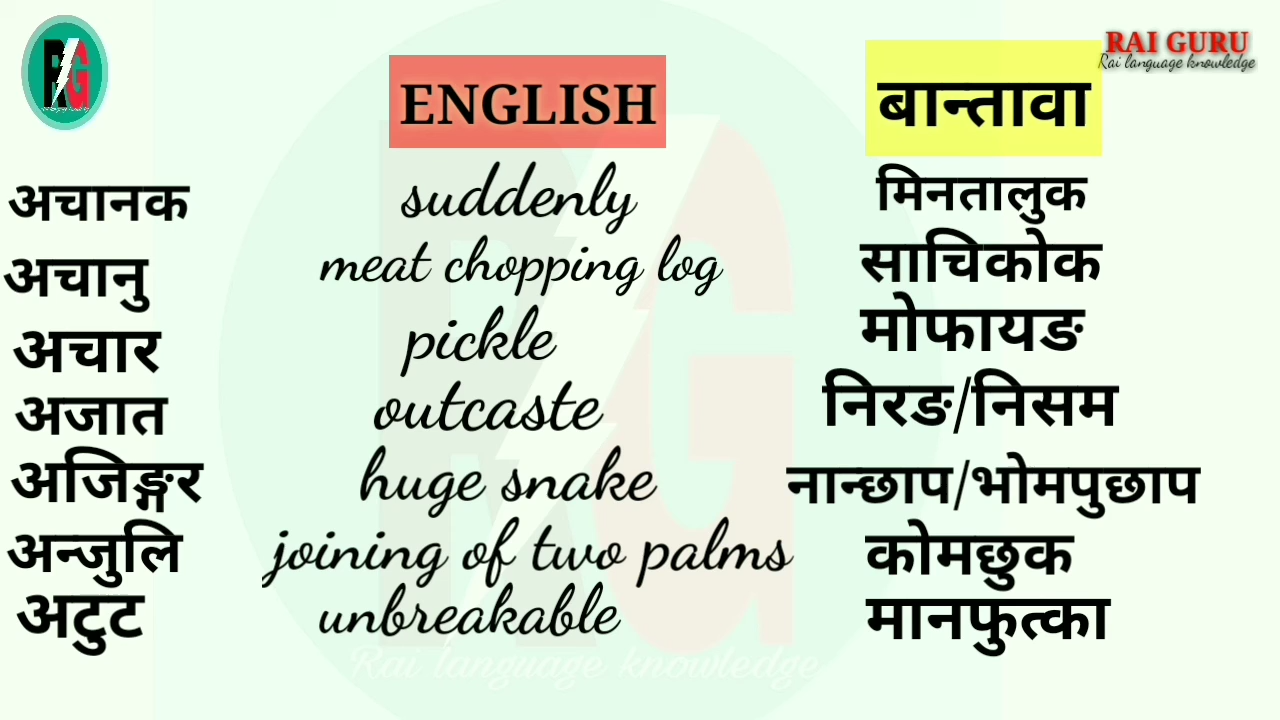 RG
RAI GURU
Rai language knowledge
ENGLISH बान्तावा
अचानक suddenly मिनतालुक
अचानु meat chopping log साचिकोक
अचार pickle मोफायङ
अजात outcaste निरङ/निसम
अजिङ्गर huge snake नान्छाप/भोमपुछाप
अन्जुलि joining of two palms कोमछुक
अटुट unbreakable मानफुत्का
Rai language knowledge